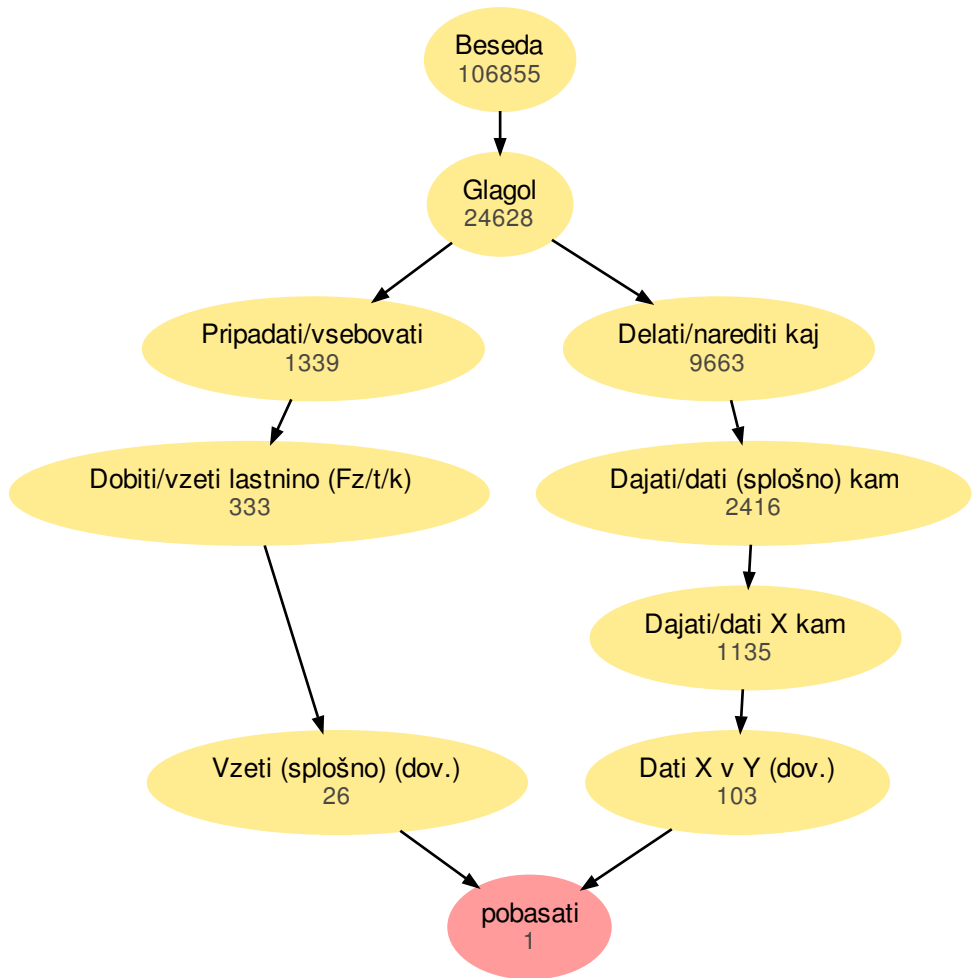 Beseda
106855
Glagol
24628
Pripadati/vsebovati
1339
Delati/narediti kaj
9663
Dobiti/vzeti lastnino (Fz/t/k)
333
Dajati/dati (splošno) kam
2416
Dajati/dati X kam
1135
Vzeti (splošno) (dov.)
26
Dati X v Y (dov.)
103
pobasati
1